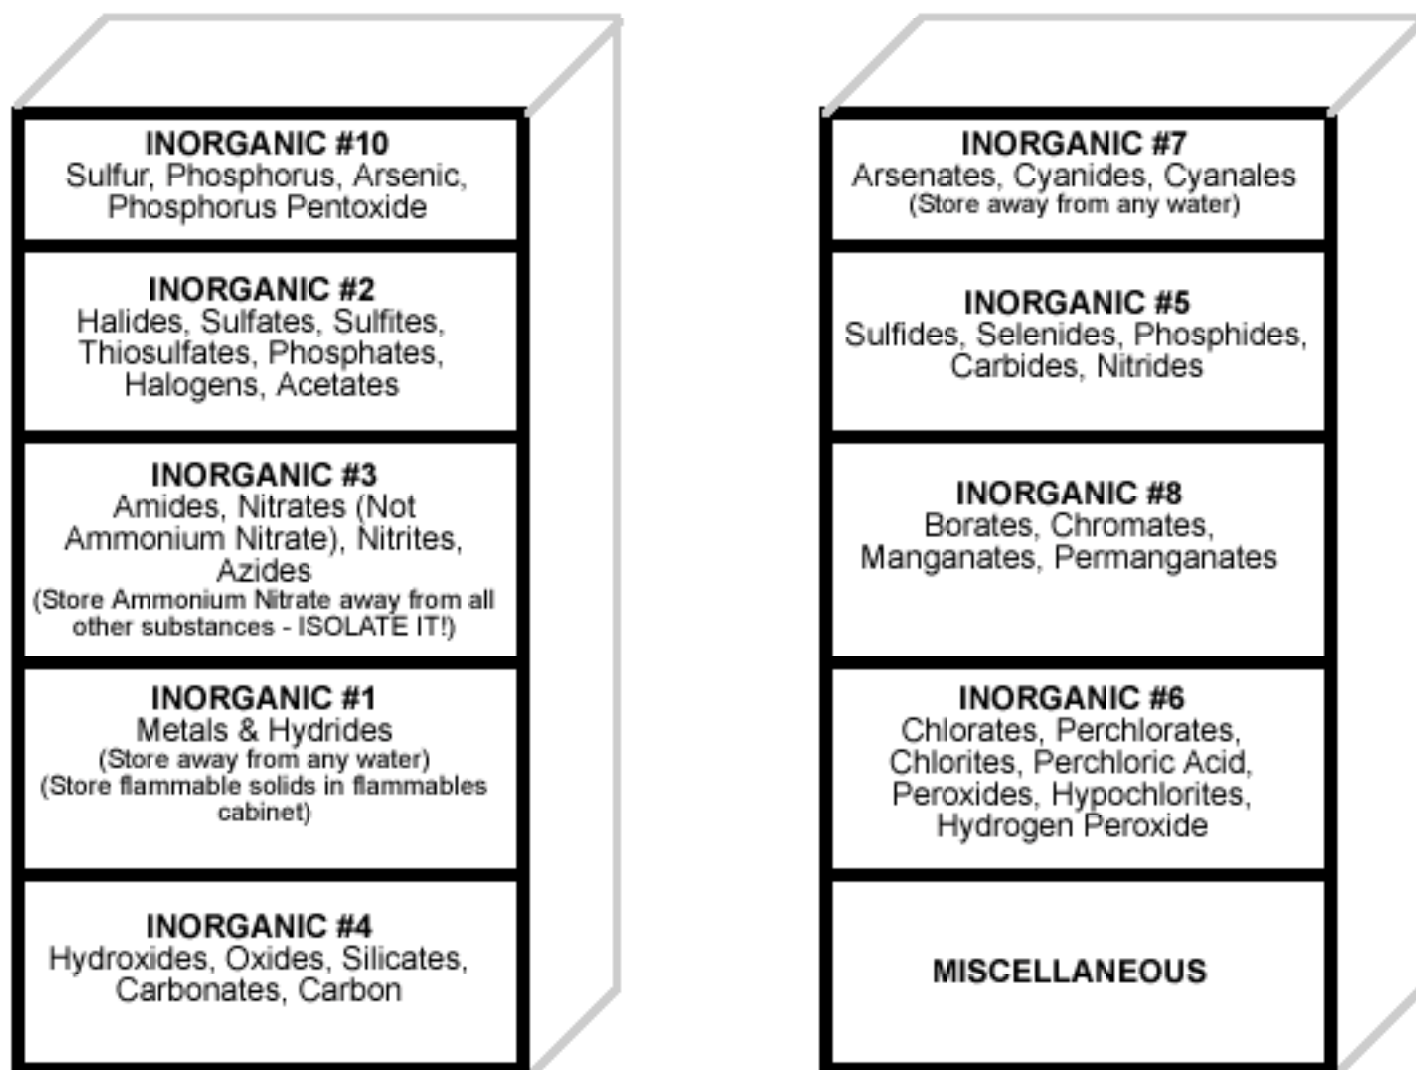 INORGANIC #10
Sulfur, Phosphorus, Arsenic,
Phosphorus Pentoxide
INORGANIC #2
Halides, Sulfates, Sulfites,
Thiosulfates, Phosphates,
Halogens, Acetates
INORGANIC #3
Amides, Nitrates (Not
Ammonium Nitrate), Nitrites,
Azides
(Store Ammonium Nitrate away from all
other substances - ISOLATE IT!)
INORGANIC #1
Metals & Hydrides
(Store away from any water)
(Store flammable solids in flammables
cabinet)
INORGANIC #4
Hydroxides, Oxides, Silicates,
Carbonates, Carbon
INORGANIC #7
Arsenates, Cyanides, Cyanales
(Store away from any water)
INORGANIC #5
Sulfides, Selenides, Phosphides,
Carbides, Nitrides
INORGANIC #8
Borates, Chromates,
Manganates, Permanganates
INORGANIC #6
Chlorates, Perchlorates,
Chlorites, Perchloric Acid,
Peroxides, Hypochlorites,
Hydrogen Peroxide
MISCELLANEOUS